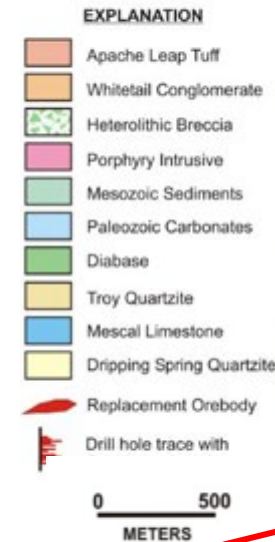 EXPLANATION
Apache Leap Tuff
Whitetail Conglomerate
Heterolithic Breccia
Porphyry Intrusive
Mesozoic Sediments
Paleozoic Carbonates
Diabase
Troy Quartzite
Mescal Limestone
Dripping Spring Quartzite
Replacement Orebody
Drill hole trace with
0 500
METERS